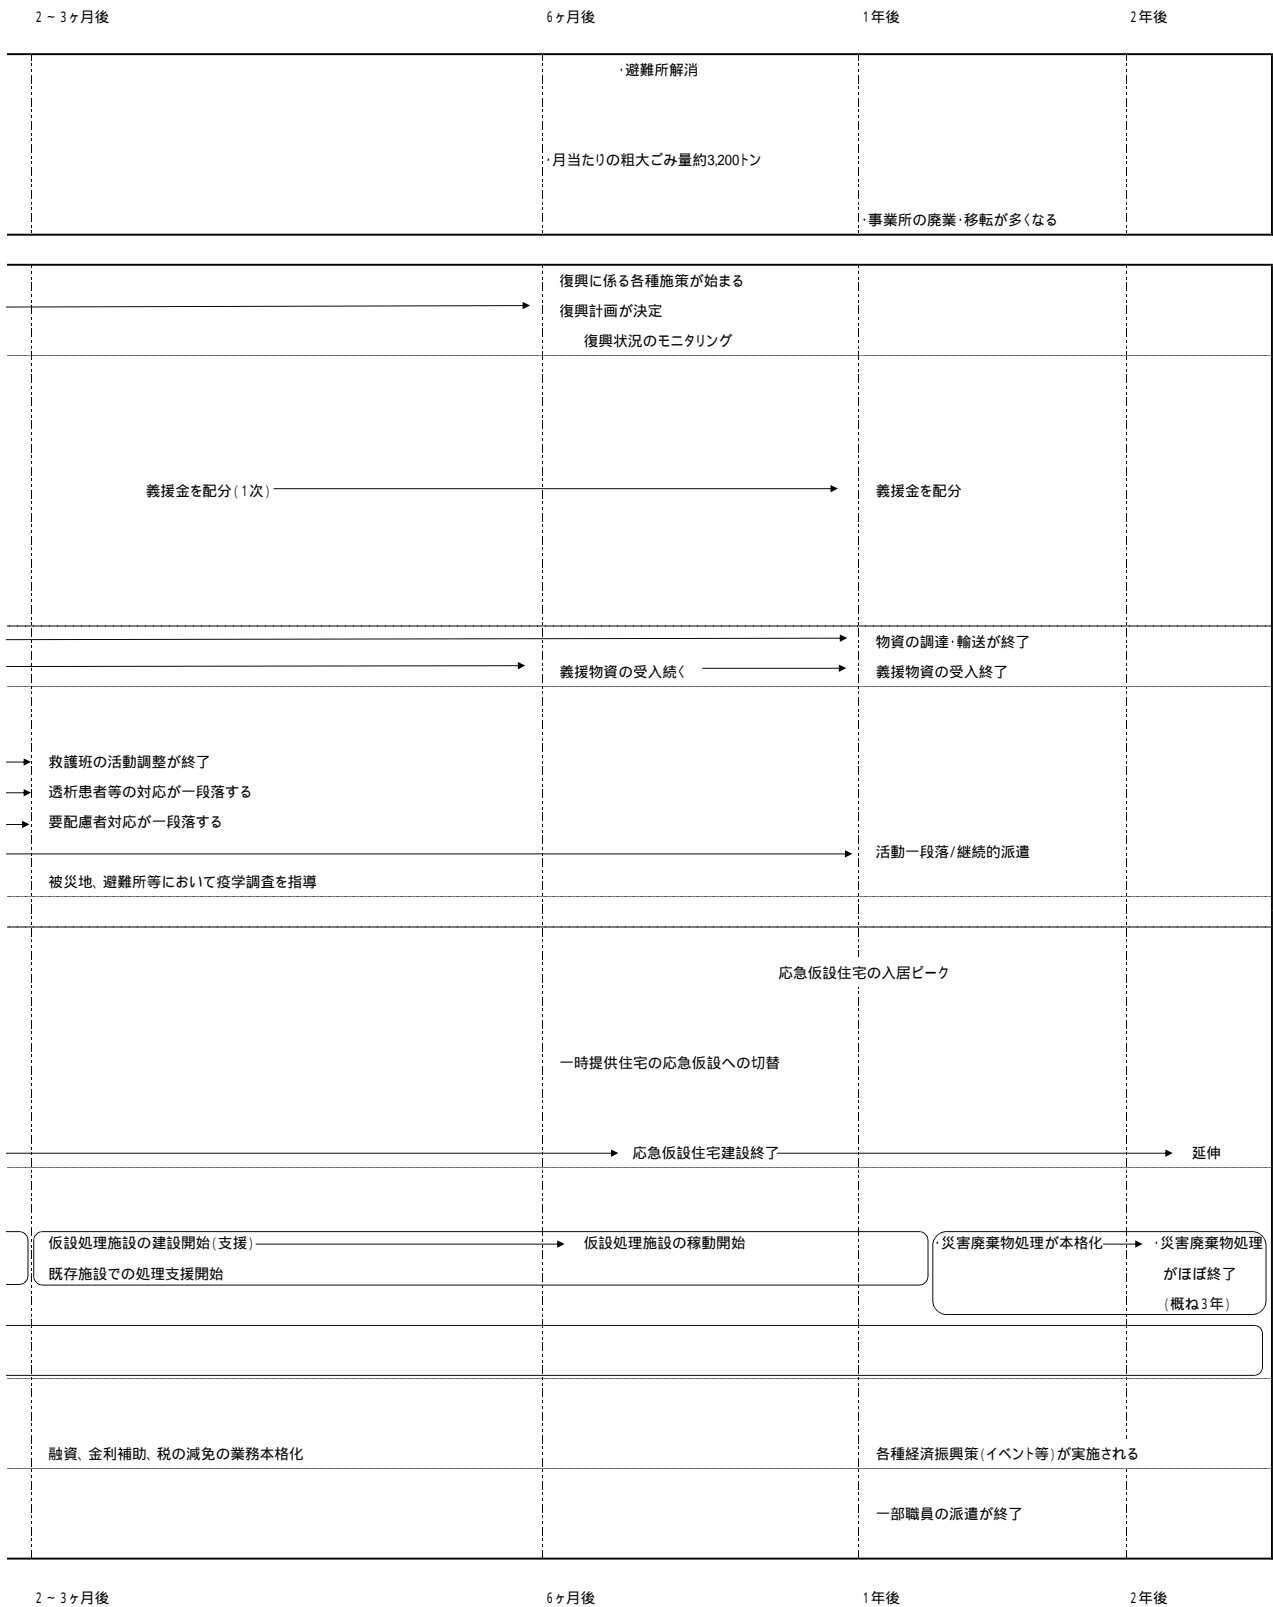 2～3ヶ月後 6ヶ月後 1年後 2年後
・避難所解消
・月当たりの粗大ごみ量約3,200トン
・事業所の廃業・移転が多くなる
復興に係る各種施策が始まる
復興計画が決定
復興状況のモニタリング
義援金を配分(1次) 義援金を配分
物資の調達・輸送が終了
義援物資の受入続く 義援物資の受入終了
救護班の活動調整が終了
透析患者等の対応が一段落する
要配慮者対応が一段落する
活動一段落/継続的派遣
被災地、避難所等において疫学調査を指導
応急仮設住宅の入居ピーク
一時提供住宅の応急仮設への切替
応急仮設住宅建設終了 延伸
仮設処理施設の建設開始(支援) 仮設処理施設の稼動開始 ・災害廃棄物処理が本格化 ・災害廃棄物処理
既存施設での処理支援開始 がほぼ終了
(概ね3年)
融資、金利補助、税の減免の業務本格化 各種経済振興策(イベント等)が実施される
一部職員の派遣が終了
2～3ヶ月後 6ヶ月後 1年後 2年後